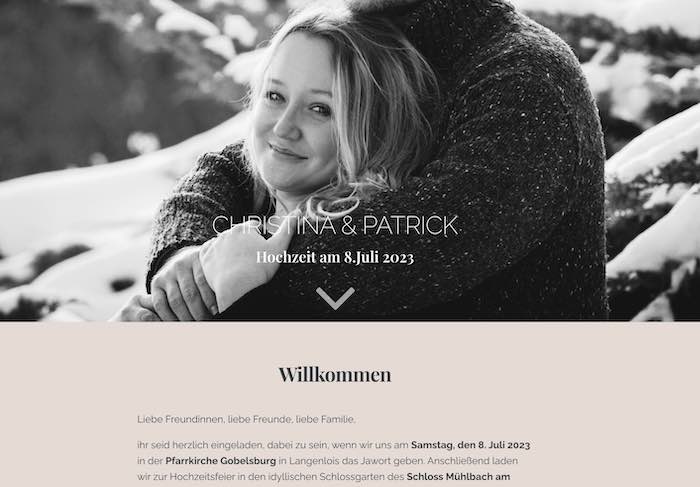 CHRISTINA & PATRICK
Hochzeit am 8.Juli 2023
Willkommen
Liebe Freundinnen, liebe Freunde, liebe Familie,
ihr seid herzlich eingeladen, dabei zu sein, wenn wir uns am Samstag, den 8. Juli 2023
in der Pfarrkirche Gobelsburg in Langenlois das Jawort geben. Anschließend laden
wir zur Hochzeitsfeier in den idyllischen Schlossgarten des Schloss Mühlbach am